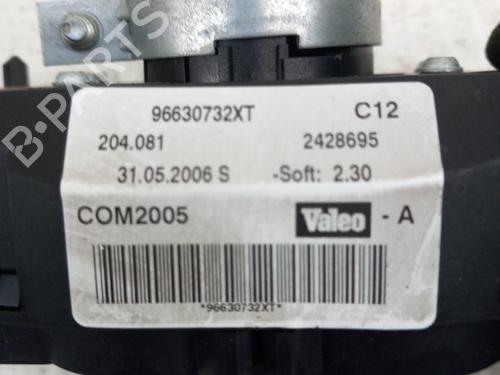 96630732XT C12
204.081 2428695
31.05.2006 S -Soft: 2.30
COM2005 Valeo - A
*96630732XT*
B-PARTS